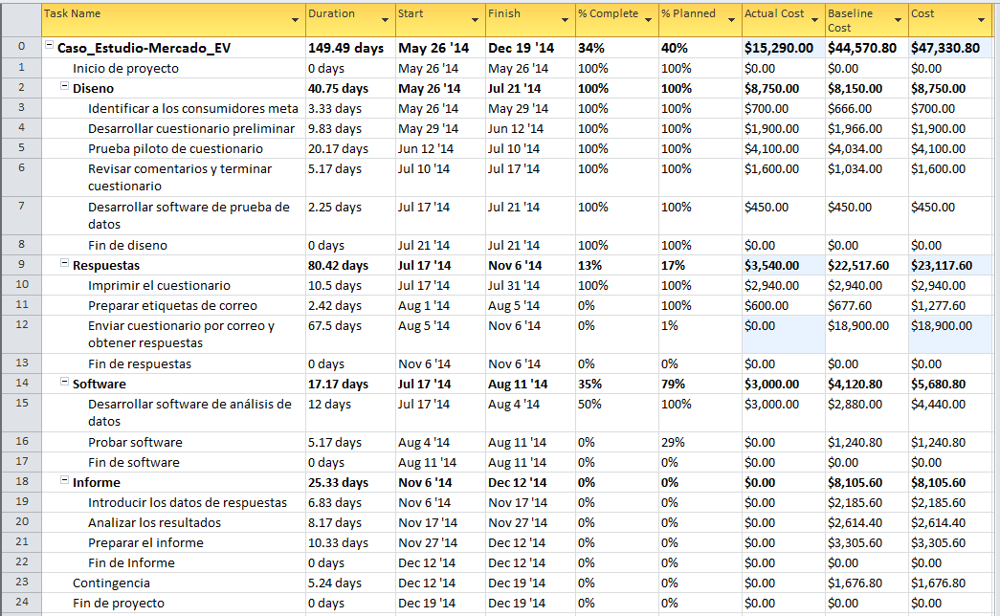 Task Name Duration Start Finish % Complete % Planned Actual Cost Baseline Cost Cost
0 Caso_Estudio-Mercado_EV 149.49 days May 26 '14 Dec 19 '14 34% 40% $15,290.00 $44,570.80 $47,330.80
1 Inicio de proyecto 0 days May 26 '14 May 26 '14 100% 100% $0.00 $0.00 $0.00
2 Diseno 40.75 days May 26 '14 Jul 21 '14 100% 100% $8,750.00 $8,150.00 $8,750.00
3 Identificar a los consumidores meta 3.33 days May 26 '14 May 29 '14 100% 100% $700.00 $666.00 $700.00
4 Desarrollar cuestionario preliminar 9.83 days May 29 '14 Jun 12 '14 100% 100% $1,900.00 $1,966.00 $1,900.00
5 Prueba piloto de cuestionario 20.17 days Jun 12 '14 Jul 10 '14 100% 100% $4,100.00 $4,034.00 $4,100.00
6 Revisar comentarios y terminar cuestionario 5.17 days Jul 10 '14 Jul 17 '14 100% 100% $1,600.00 $1,034.00 $1,600.00
7 Desarrollar software de prueba de datos 2.25 days Jul 17 '14 Jul 21 '14 100% 100% $450.00 $450.00 $450.00
8 Fin de diseno 0 days Jul 21 '14 Jul 21 '14 100% 100% $0.00 $0.00 $0.00
9 Respuestas 80.42 days Jul 17 '14 Nov 6 '14 13% 17% $3,540.00 $22,517.60 $23,117.60
10 Imprimir el cuestionario 10.5 days Jul 17 '14 Jul 31 '14 100% 100% $2,940.00 $2,940.00 $2,940.00
11 Preparar etiquetas de correo 2.42 days Aug 1 '14 Aug 5 '14 0% 100% $600.00 $677.60 $1,277.60
12 Enviar cuestionario por correo y obtener respuestas 67.5 days Aug 5 '14 Nov 6 '14 0% 1% $0.00 $18,900.00 $18,900.00
13 Fin de respuestas 0 days Nov 6 '14 Nov 6 '14 0% 0% $0.00 $0.00 $0.00
14 Software 17.17 days Jul 17 '14 Aug 11 '14 35% 79% $3,000.00 $4,120.80 $5,680.80
15 Desarrollar software de análisis de datos 12 days Jul 17 '14 Aug 4 '14 50% 100% $3,000.00 $2,880.00 $4,440.00
16 Probar software 5.17 days Aug 4 '14 Aug 11 '14 0% 29% $0.00 $1,240.80 $1,240.80
17 Fin de software 0 days Aug 11 '14 Aug 11 '14 0% 0% $0.00 $0.00 $0.00
18 Informe 25.33 days Nov 6 '14 Dec 12 '14 0% 0% $0.00 $8,105.60 $8,105.60
19 Introducir los datos de respuestas 6.83 days Nov 6 '14 Nov 17 '14 0% 0% $0.00 $2,185.60 $2,185.60
20 Analizar los resultados 8.17 days Nov 17 '14 Nov 27 '14 0% 0% $0.00 $2,614.40 $2,614.40
21 Preparar el informe 10.33 days Nov 27 '14 Dec 12 '14 0% 0% $0.00 $3,305.60 $3,305.60
22 Fin de Informe 0 days Dec 12 '14 Dec 12 '14 0% 0% $0.00 $0.00 $0.00
23 Contingencia 5.24 days Dec 12 '14 Dec 19 '14 0% 0% $0.00 $1,676.80 $1,676.80
24 Fin de proyecto 0 days Dec 19 '14 Dec 19 '14 0% 0% $0.00 $0.00 $0.00